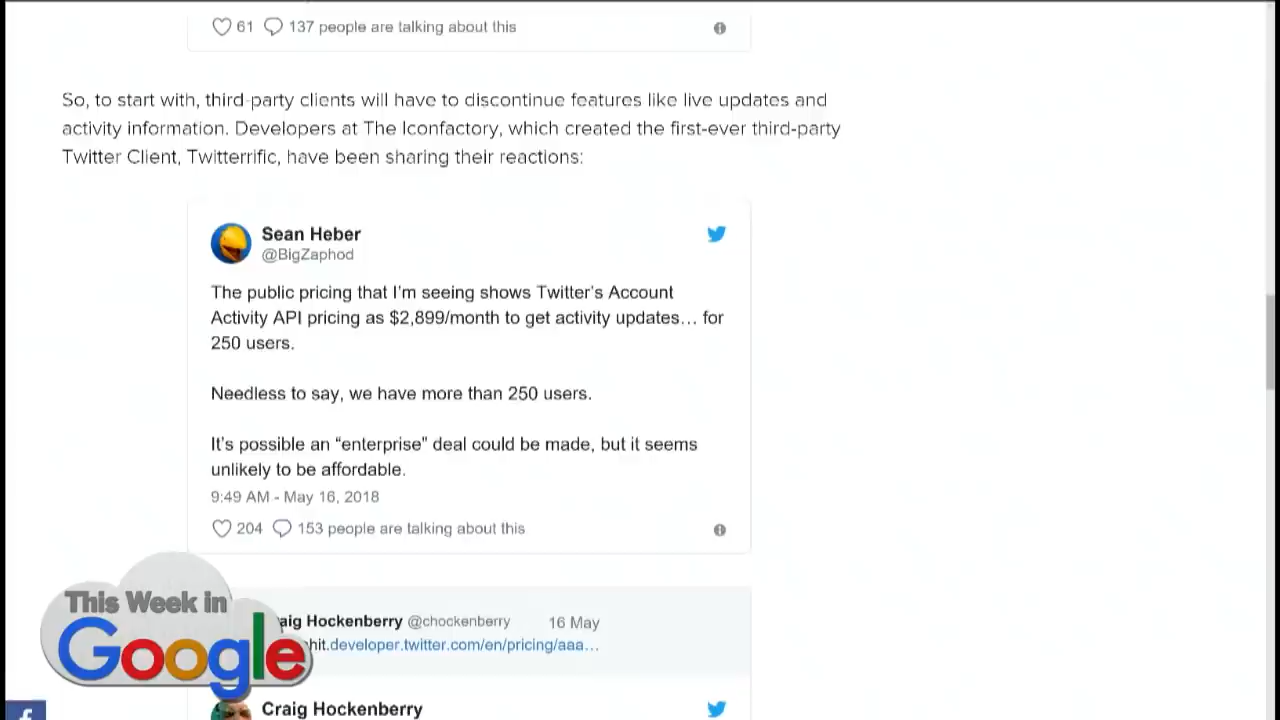 61 137 people are talking about this
So, to start with, third-party clients will have to discontinue features like live updates and
activity information. Developers at The Iconfactory, which created the first-ever third-party
Twitter Client, Twitterrific, have been sharing their reactions:
Sean Heber
@BigZaphod
The public pricing that I'm seeing shows Twitter's Account
Activity API pricing as $2,899/month to get activity updates… for
250 users.
Needless to say, we have more than 250 users.
It's possible an “enterprise” deal could be made, but it seems
unlikely to be affordable.
9:49 AM - May 16, 2018
204 153 people are talking about this
This Week in
Google
aig Hockenberry @chockenberry 16 May
hit.developer.twitter.com/en/pricing/aaa…
Craig Hockenberry